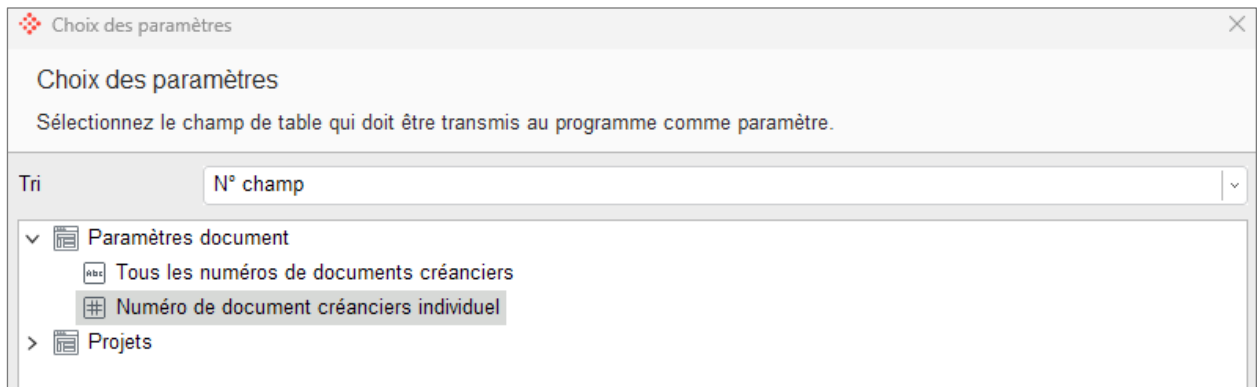 Choix des paramètres
Choix des paramètres
Sélectionnez le champ de table qui doit être transmis au programme comme paramètre.
Tri N° champ
Paramètres document
Abc Tous les numéros de documents créanciers
Numéro de document créanciers individuel
Projets